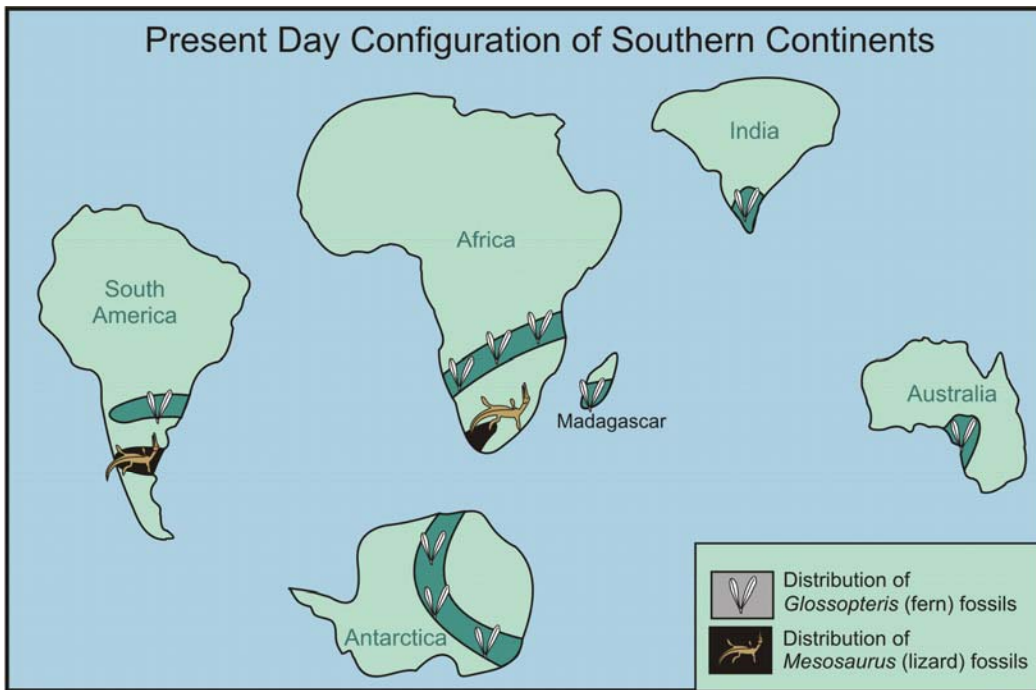 Present Day Configuration of Southern Continents
India
Africa
South
America
Australia
Madagascar
Antarctica
Distribution of
Glossopteris (fern) fossils
Distribution of
Mesosaurus (lizard) fossils